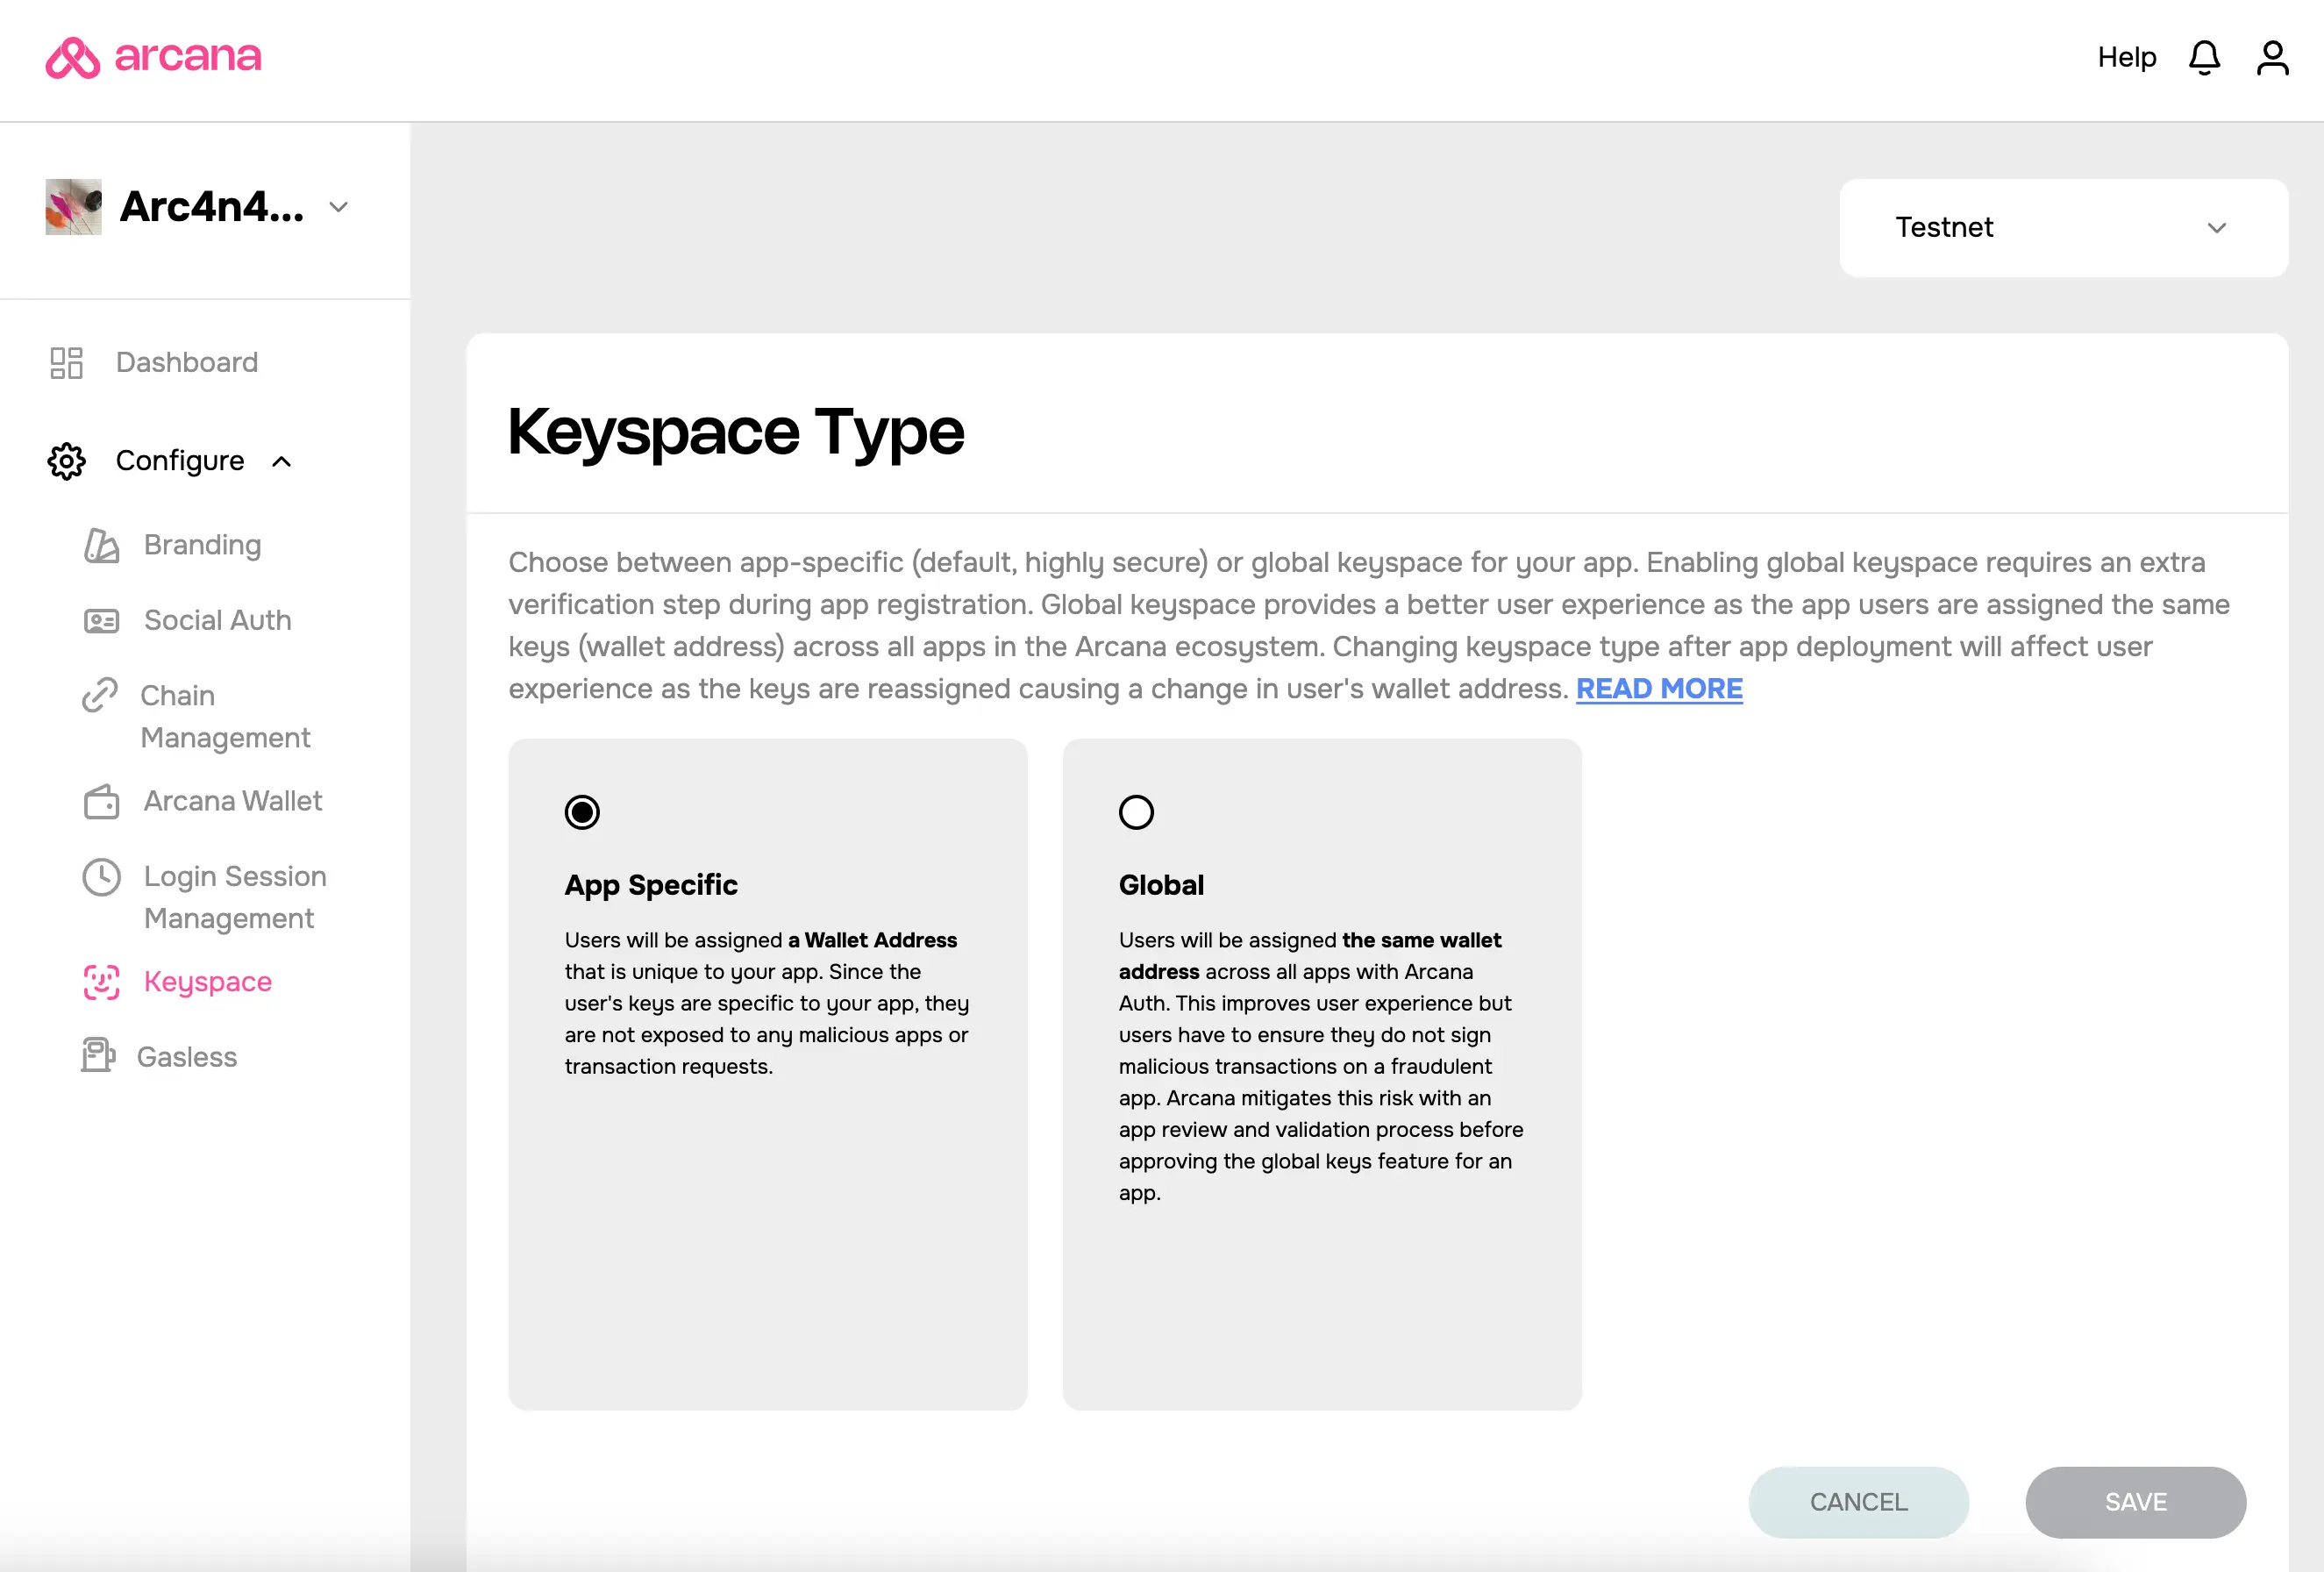 arcana
Help
Arc4n4...
Testnet
Dashboard
Configure
Branding
Social Auth
Chain
Management
Arcana Wallet
Login Session
Management
Keyspace
Gasless
Keyspace Type
Choose between app-specific (default, highly secure) or global keyspace for your app. Enabling global keyspace requires an extra
verification step during app registration. Global keyspace provides a better user experience as the app users are assigned the same
keys (wallet address) across all apps in the Arcana ecosystem. Changing keyspace type after app deployment will affect user
experience as the keys are reassigned causing a change in user's wallet address. READ MORE
App Specific
Users will be assigned a Wallet Address
that is unique to your app. Since the
user's keys are specific to your app, they
are not exposed to any malicious apps or
transaction requests.
Global
Users will be assigned the same wallet
address across all apps with Arcana
Auth. This improves user experience but
users have to ensure they do not sign
malicious transactions on a fraudulent
app. Arcana mitigates this risk with an
app review and validation process before
approving the global keys feature for an
app.
CANCEL
SAVE